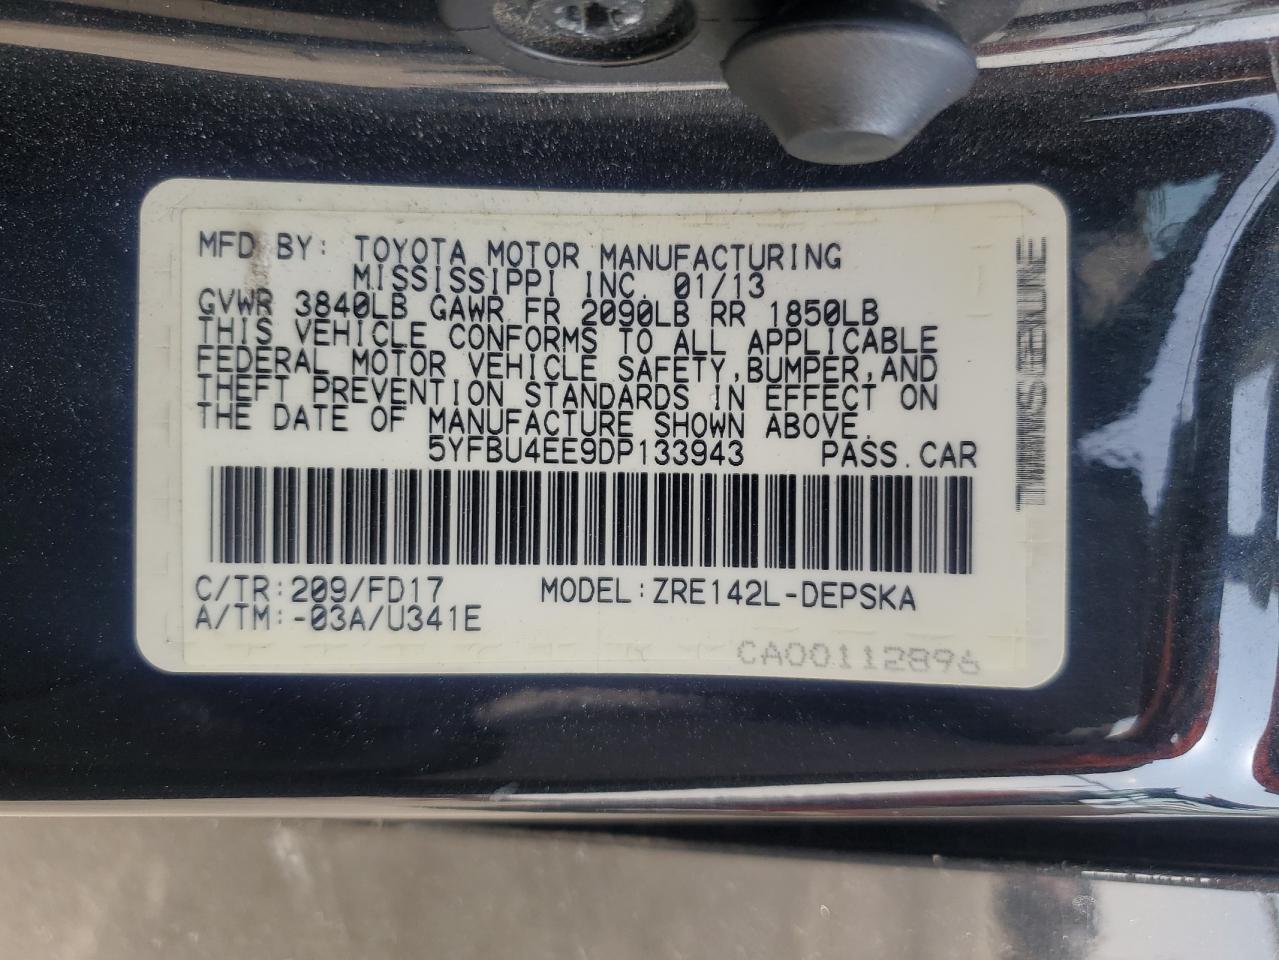 MFD BY: TOYOTA MOTOR MANUFACTURING
MISSISSIPPI INC. 01/13
GVWR 3840LB GAWR FR 2090LB RR 1850LB
THIS VEHICLE CONFORMS TO ALL APPLICABLE
FEDERAL MOTOR VEHICLE SAFETY,BUMPER,AND
THEFT PREVENTION STANDARDS IN EFFECT ON
THE DATE OF MANUFACTURE SHOWN ABOVE.
5YFBU4EE9DP133943 PASS.CAR
C/TR:209/FD17 MODEL:ZRE142L-DEPSKA
A/TM:-03A/U341E
CA00112896